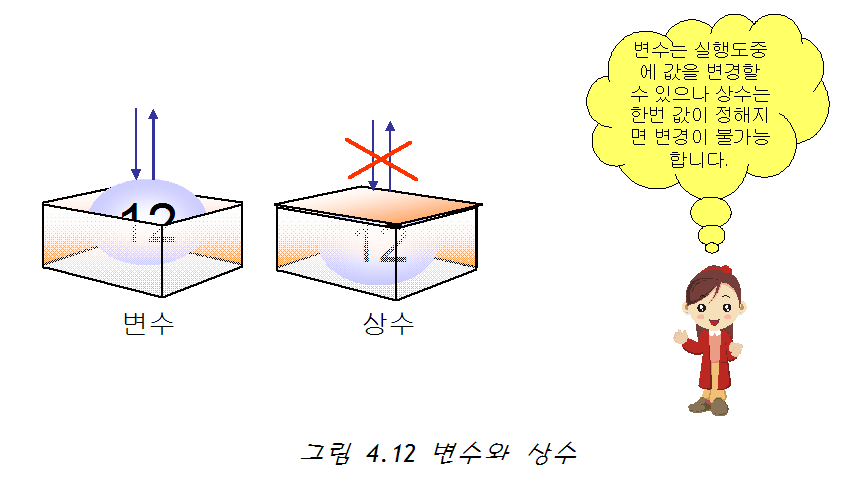 변수는 실행도중
에 값을 변경할
수 있으나 상수는
한번 값이 정해지
면 변경이 불가능
합니다.
12
12
변수
상수
그림 4.12 변수와 상수